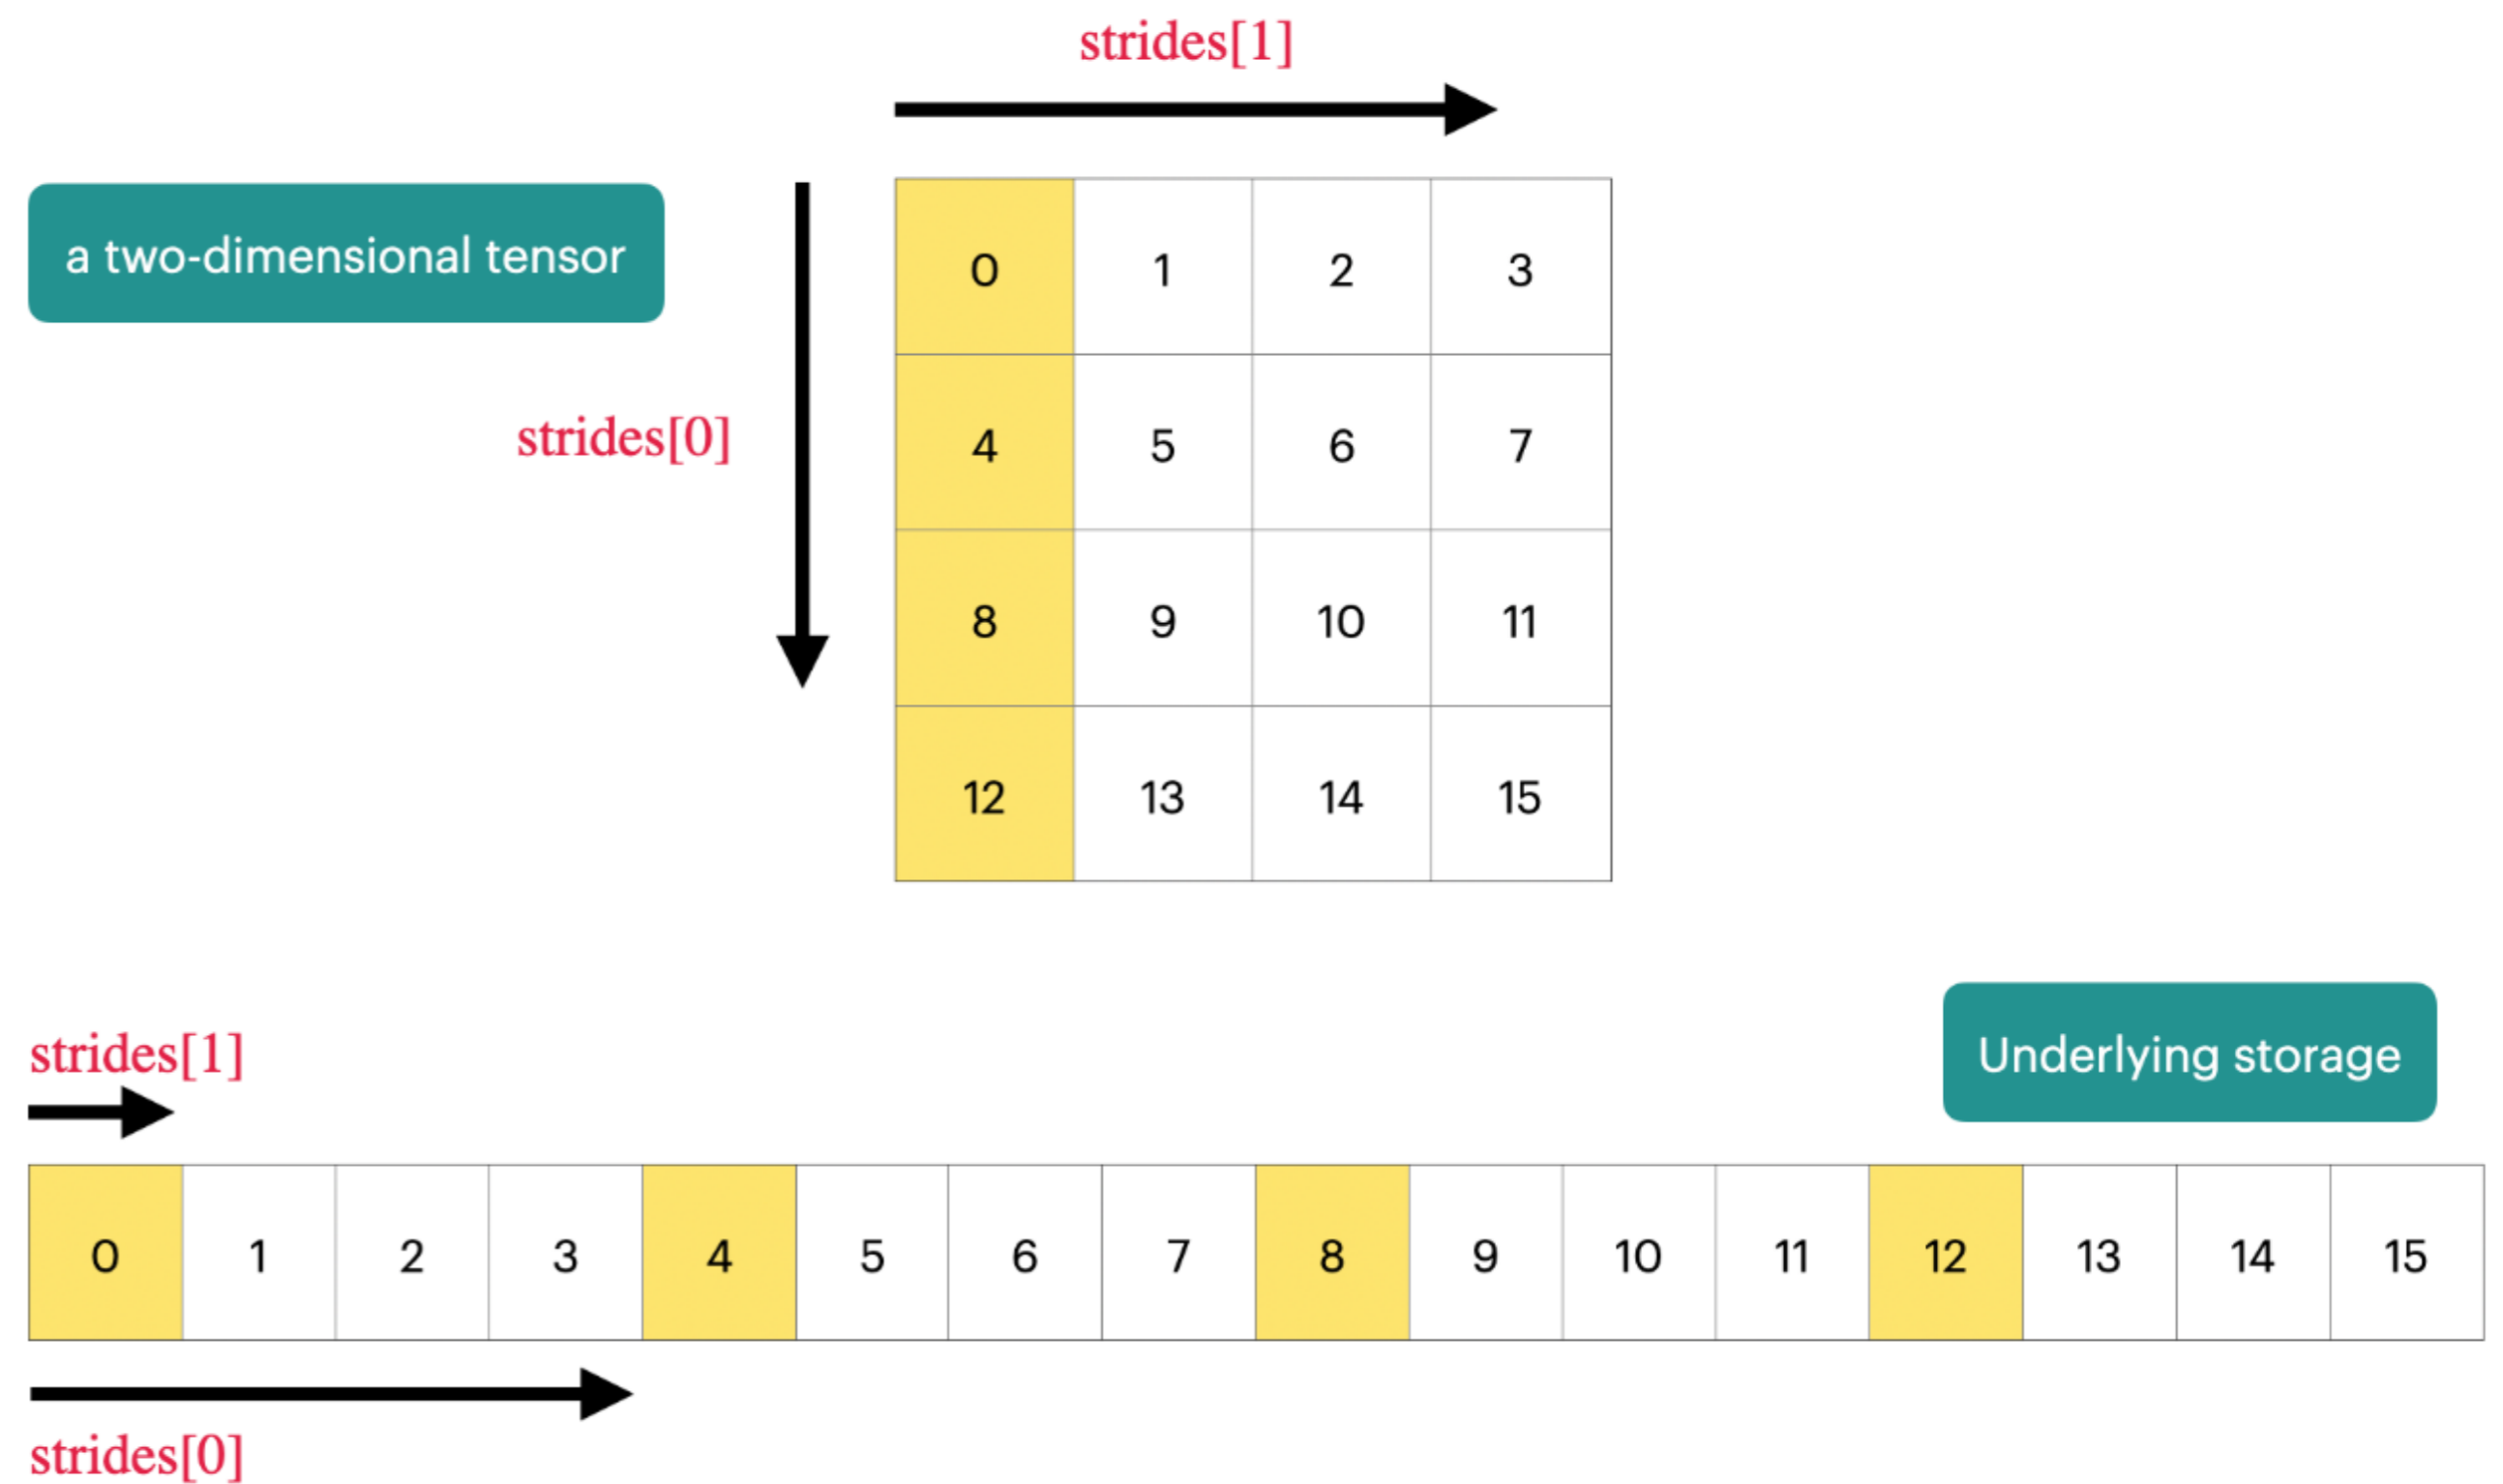 strides[1]
a two-dimensional tensor
0 1 2 3
strides[0]
4 5 6 7
8 9 10 11
12 13 14 15
strides[1]
Underlying storage
0 1 2 3 4 5 6 7 8 9 10 11 12 13 14 15
strides[0]